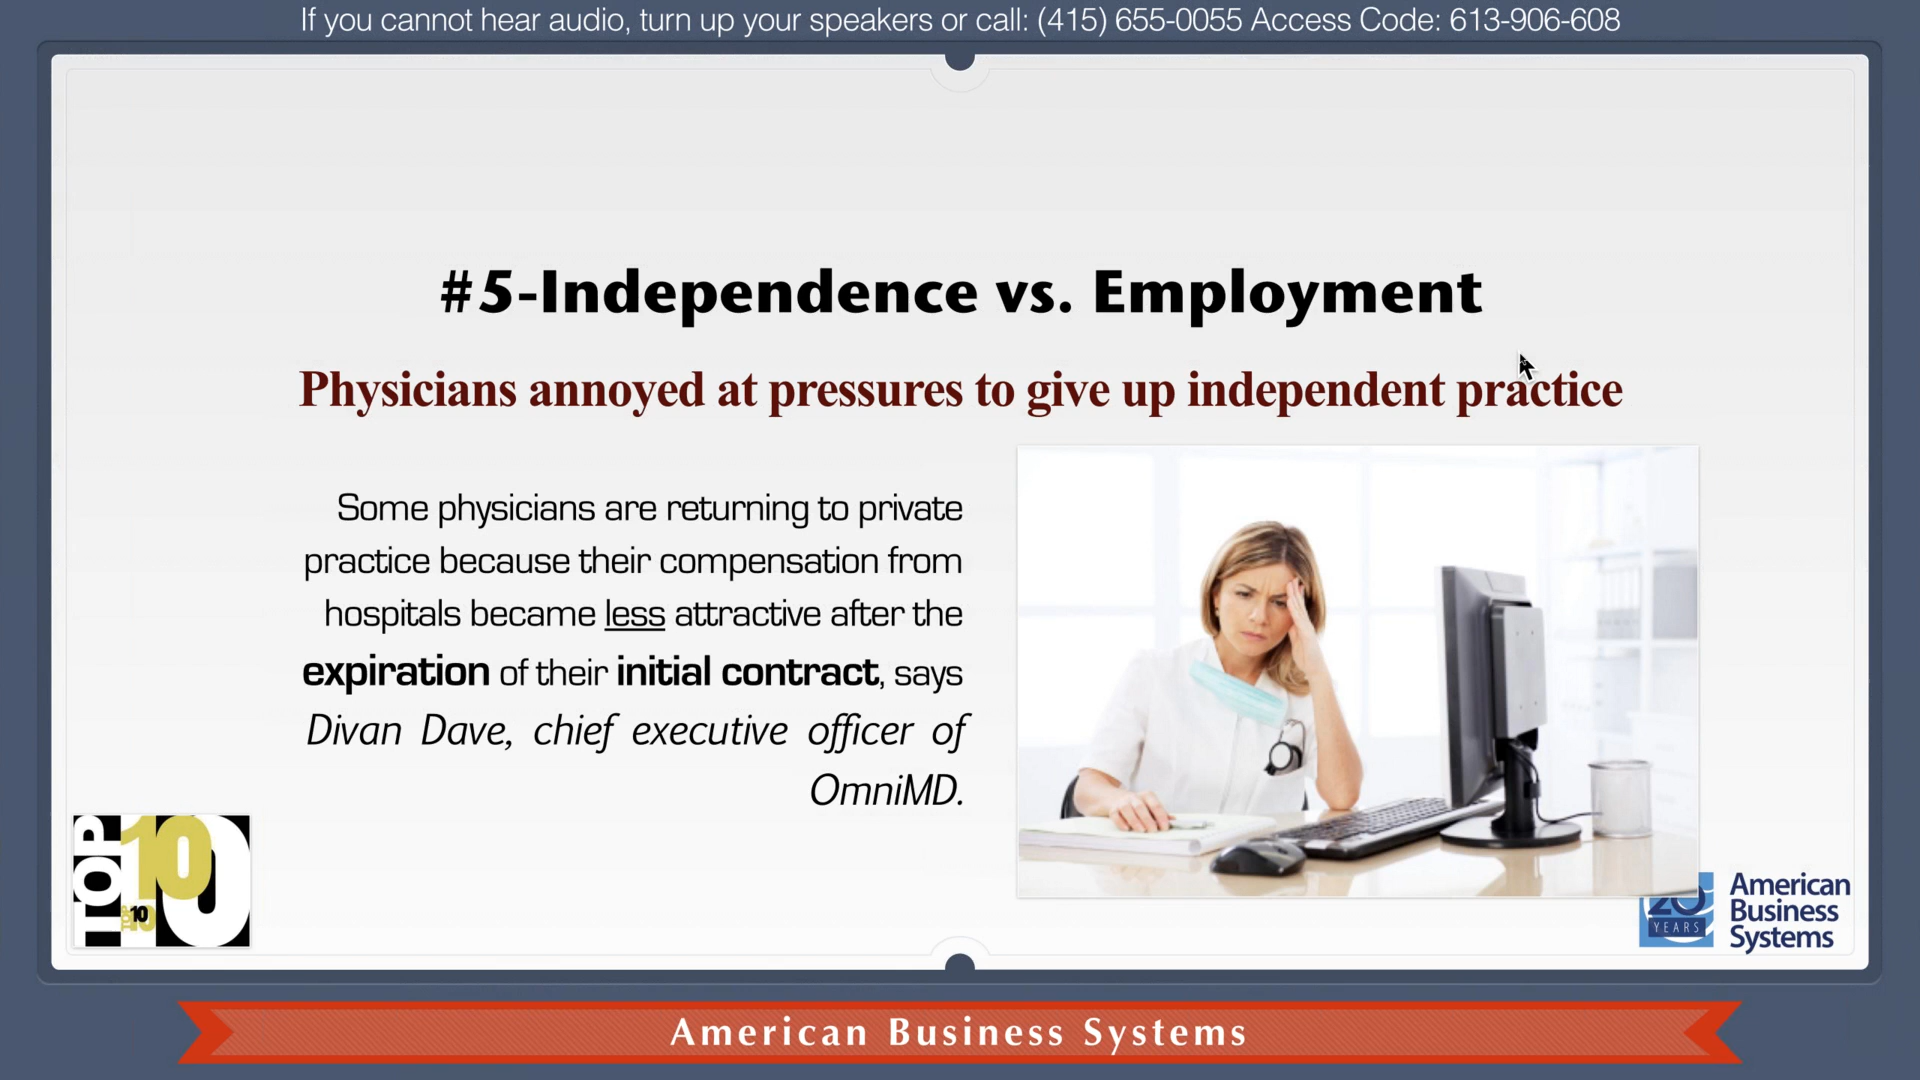 If you cannot hear audio, turn up your speakers or call: (415) 655-0055 Access Code: 613-906-608
#5-Independence vs. Employment
Physicians annoyed at pressures to give up independent practice
Some physicians are returning to private
practice because their compensation from
hospitals became less attractive after the
expiration of their initial contract, says
Divan Dave, chief executive officer of
OmniMD.
TOP
10
10
20
YEARS
American
Business
Systems
American Business Systems